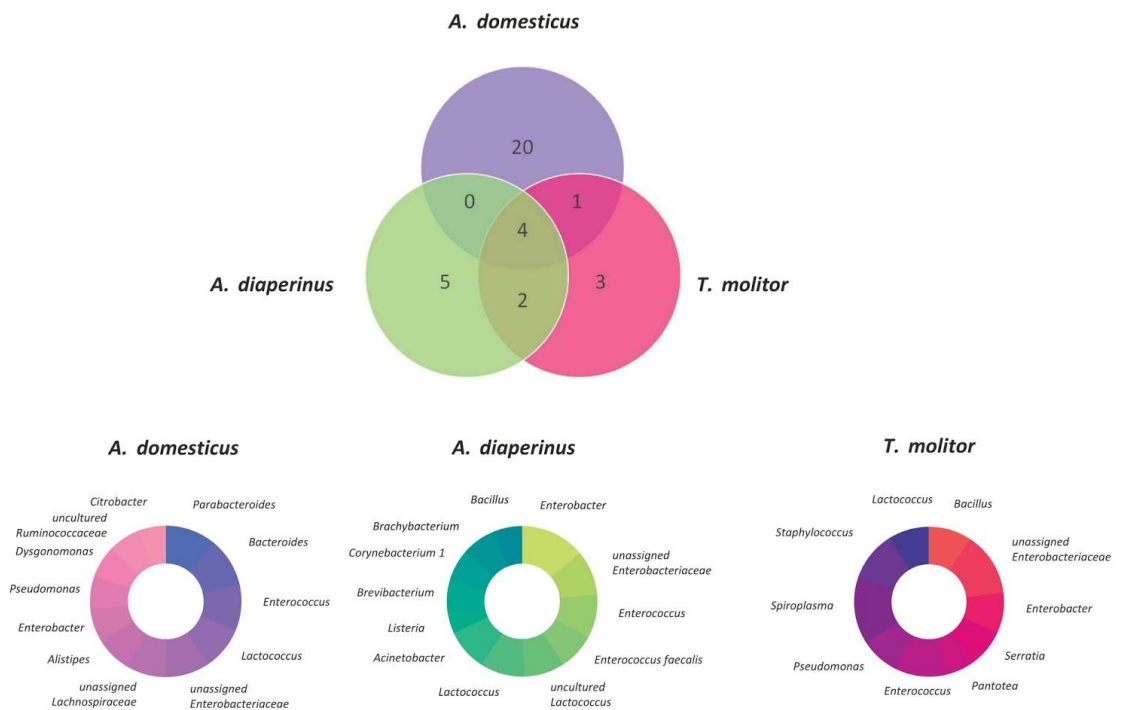 A. domesticus
20
0
1
4
A. diaperinus
5
2
3
T. molitor
A. domesticus
Citrobacter
Parabacteroides
uncultured
Ruminococcaceae
Bacteroides
Dysgonomonas
Pseudomonas
Enterococcus
Enterobacter
Lactococcus
Alistipes
unassigned
Lachnospiraceae
unassigned
Enterobacteriaceae
A. diaperinus
Bacillus
Enterobacter
Brachybacterium
Corynebacterium 1
unassigned
Enterobacteriaceae
Brevibacterium
Enterococcus
Listeria
Acinetobacter
Enterococcus faecalis
Lactococcus
uncultured
Lactococcus
T. molitor
Lactococcus
Bacillus
Staphylococcus
unassigned
Enterobacteriaceae
Spiroplasma
Enterobacter
Serratia
Pseudomonas
Pantotea
Enterococcus